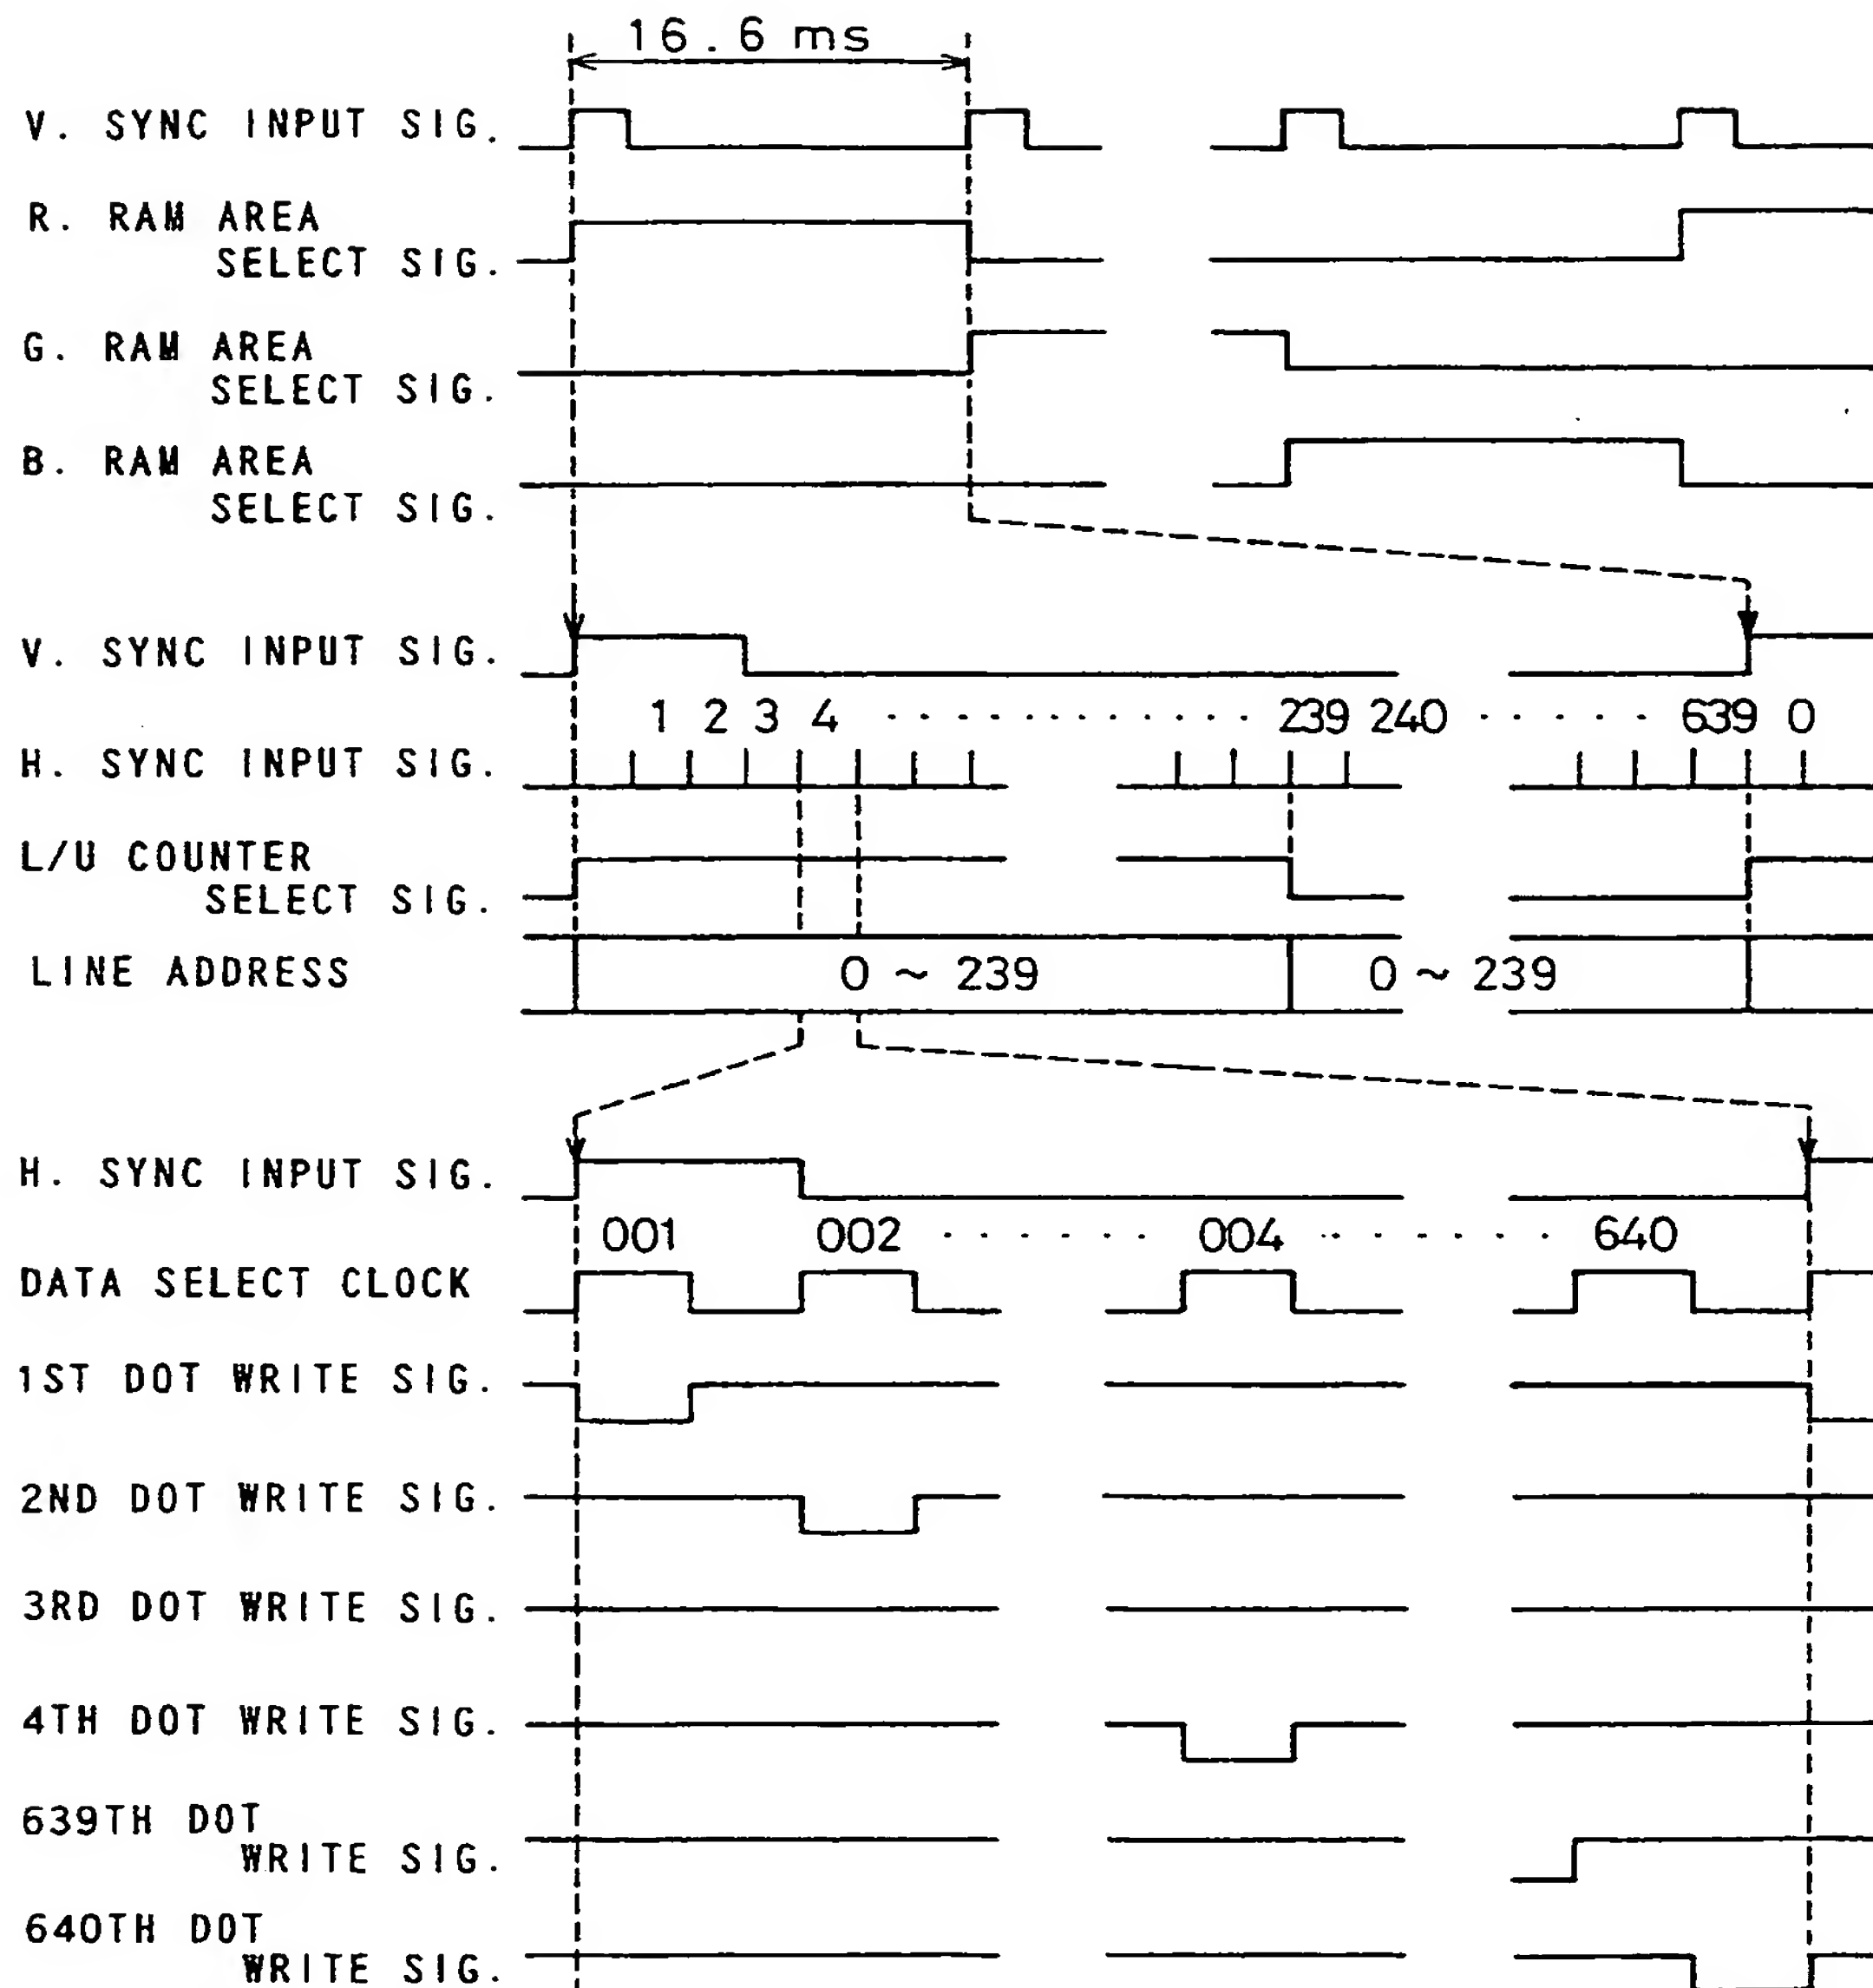 16.6 ms
V. SYNC INPUT SIG.
R. RAM AREA
SELECT SIG.
G. RAM AREA
SELECT SIG.
B. RAM AREA
SELECT SIG.
V. SYNC INPUT SIG.
1 2 3 4 · · · · · · · · · · · 239 240 · · · · · 639 0
H. SYNC INPUT SIG.
L/U COUNTER
SELECT SIG.
LINE ADDRESS 0 ~ 239 0 ~ 239
H. SYNC INPUT SIG.
001 002 · · · · · · 004 · · · · · · 640
DATA SELECT CLOCK
1ST DOT WRITE SIG.
2ND DOT WRITE SIG.
3RD DOT WRITE SIG.
4TH DOT WRITE SIG.
639TH DOT
WRITE SIG.
640TH DOT
WRITE SIG.